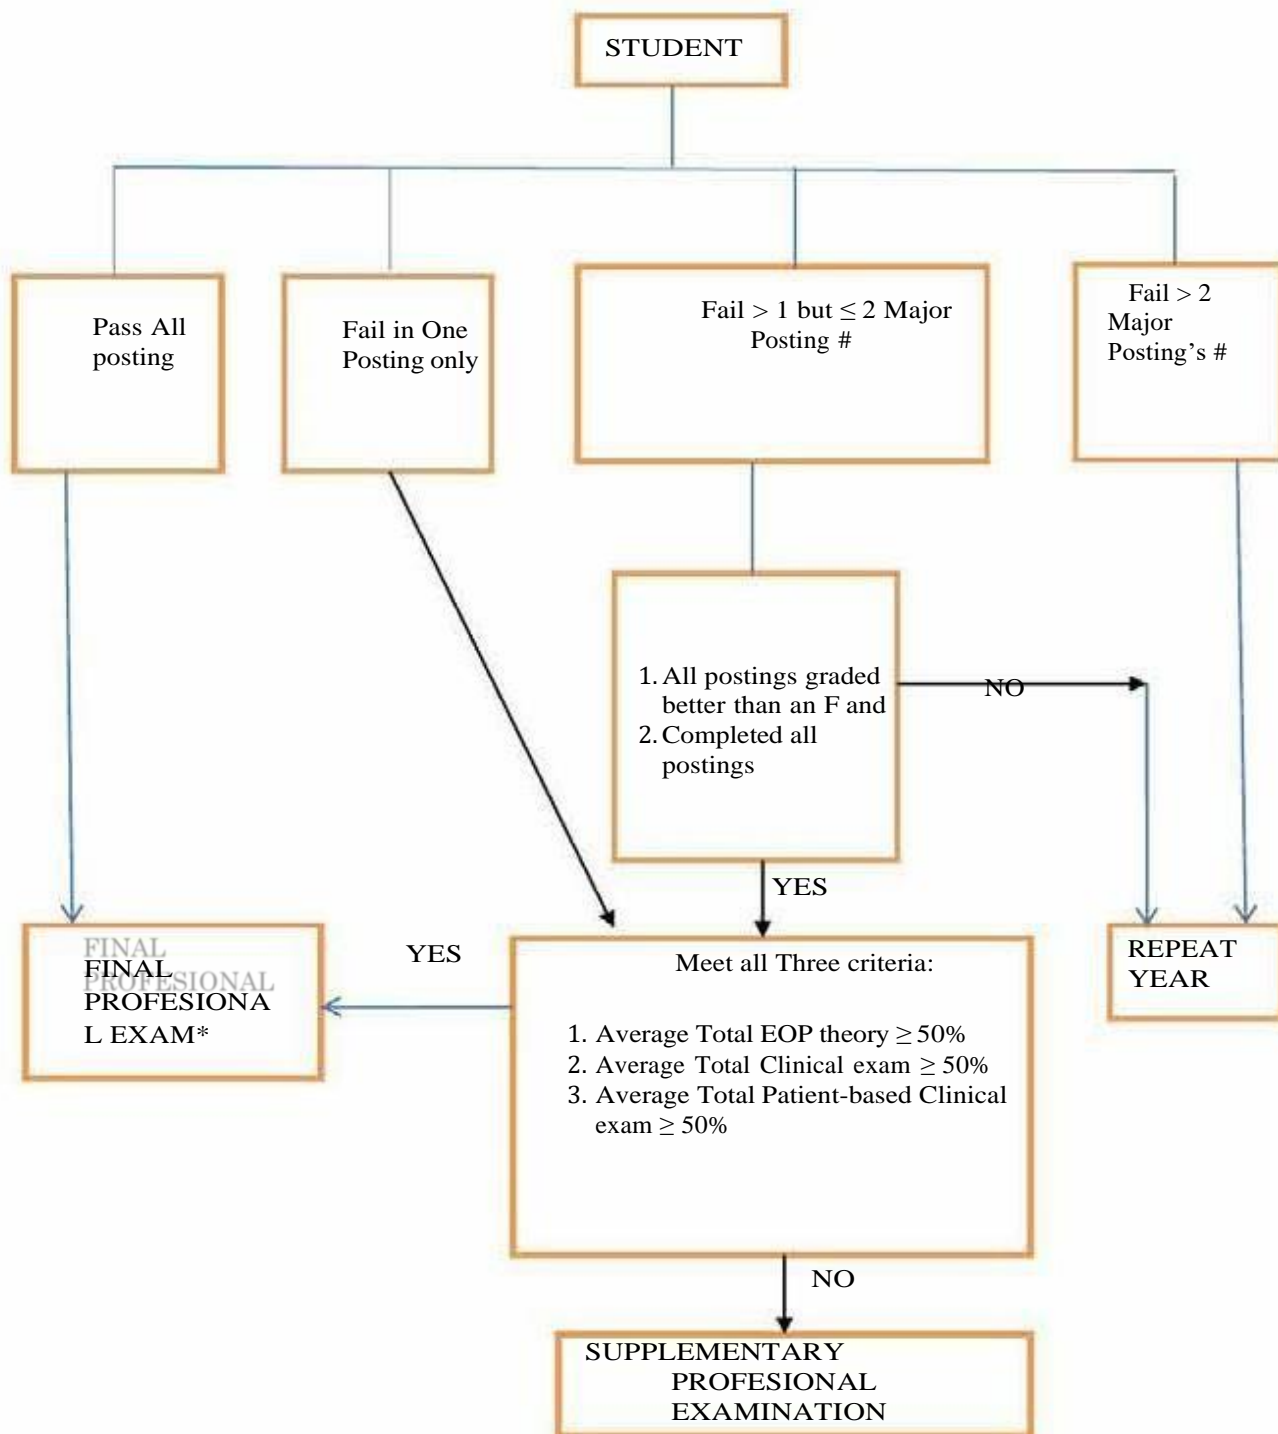 STUDENT
Pass All
posting
Fail in One
Posting only
Fail > 1 but ≤ 2 Major
Posting #
Fail > 2
Major
Posting’s #
1. All postings graded
better than an F and
2. Completed all
postings
NO
YES
FINAL
PROFESIONAL
FINAL
PROFESIONA
L EXAM*
YES
Meet all Three criteria:
1. Average Total EOP theory ≥ 50%
2. Average Total Clinical exam ≥ 50%
3. Average Total Patient-based Clinical
exam ≥ 50%
REPEAT
YEAR
NO
SUPPLEMENTARY
PROFESIONAL
EXAMINATION